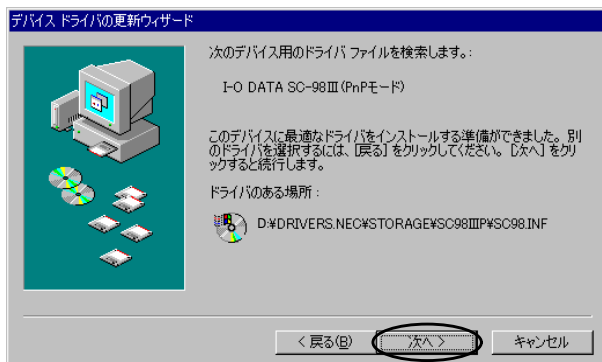 デバイス ドライバの更新ウィザード
次のデバイス用のドライバ ファイルを検索します。:
I-O DATA SC-98Ⅲ(PnPモード)
このデバイスに最適なドライバをインストールする準備ができました。別
のドライバを選択するには、[戻る] をクリックしてください。[次へ] をクリ
ックすると続行します。
ドライバのある場所:
D:¥DRIVERS.NEC¥STORAGE¥SC98ⅢP¥SC98.INF
< 戻る(B)
次へ >
キャンセル